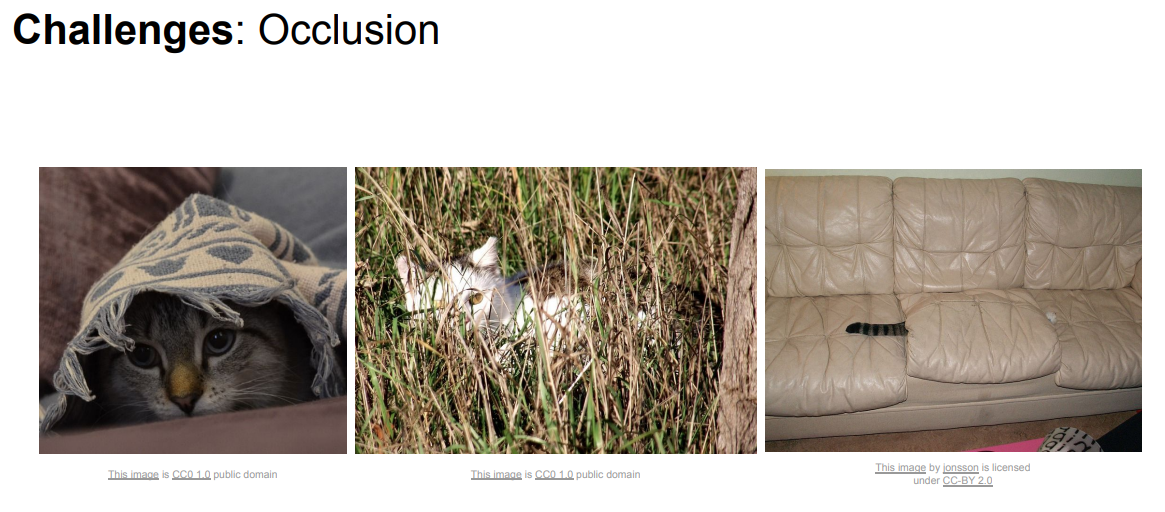 Challenges: Occlusion
This image is CC0 1.0 public domain
This image is CC0 1.0 public domain
This image by jonsson is licensed
under CC-BY 2.0